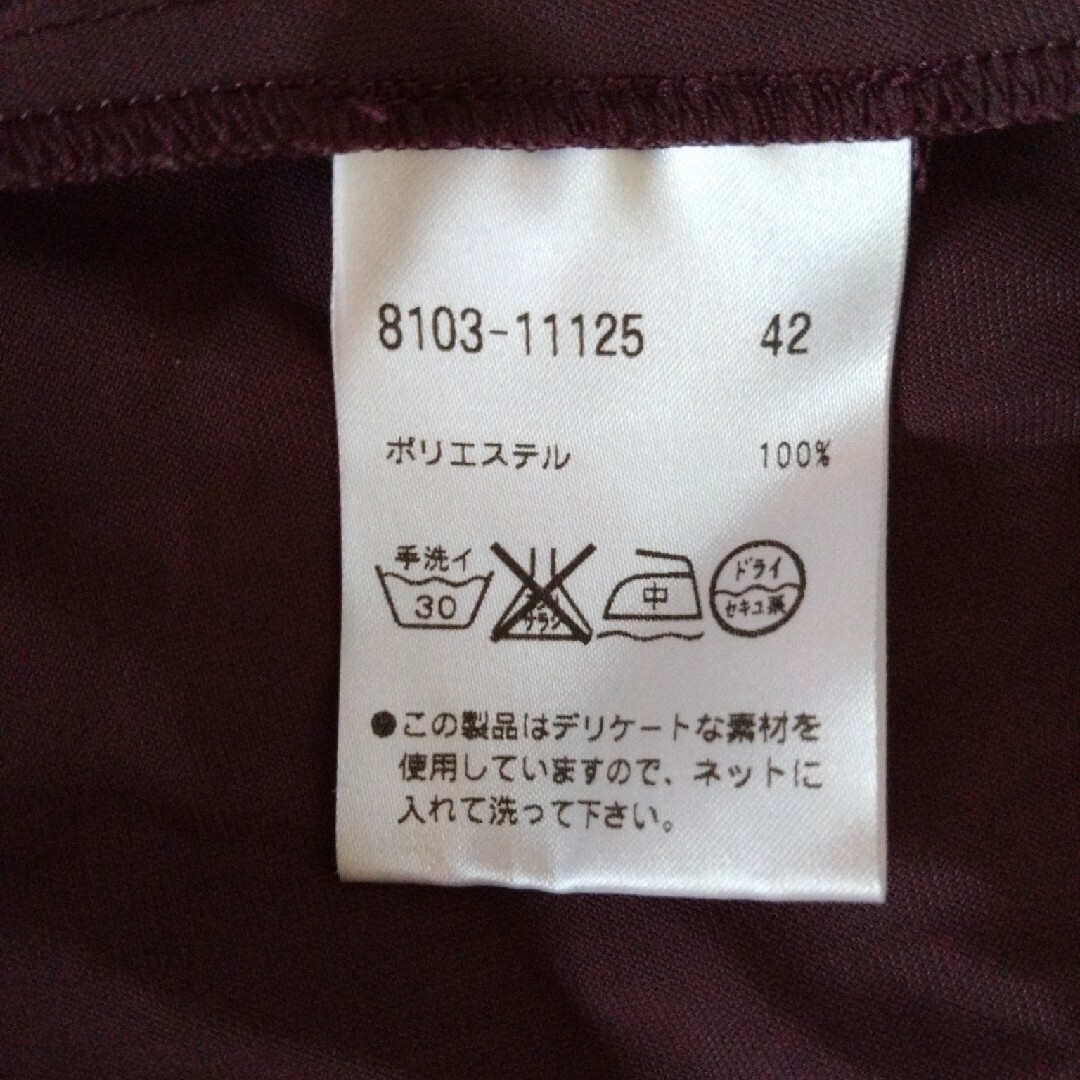 8103-11125 42
ポリエステル 100%
手洗イ
30
サラシ
中
ドライ
セキユ系
●この製品はデリケートな素材を
使用していますので、ネットに
入れて洗って下さい。